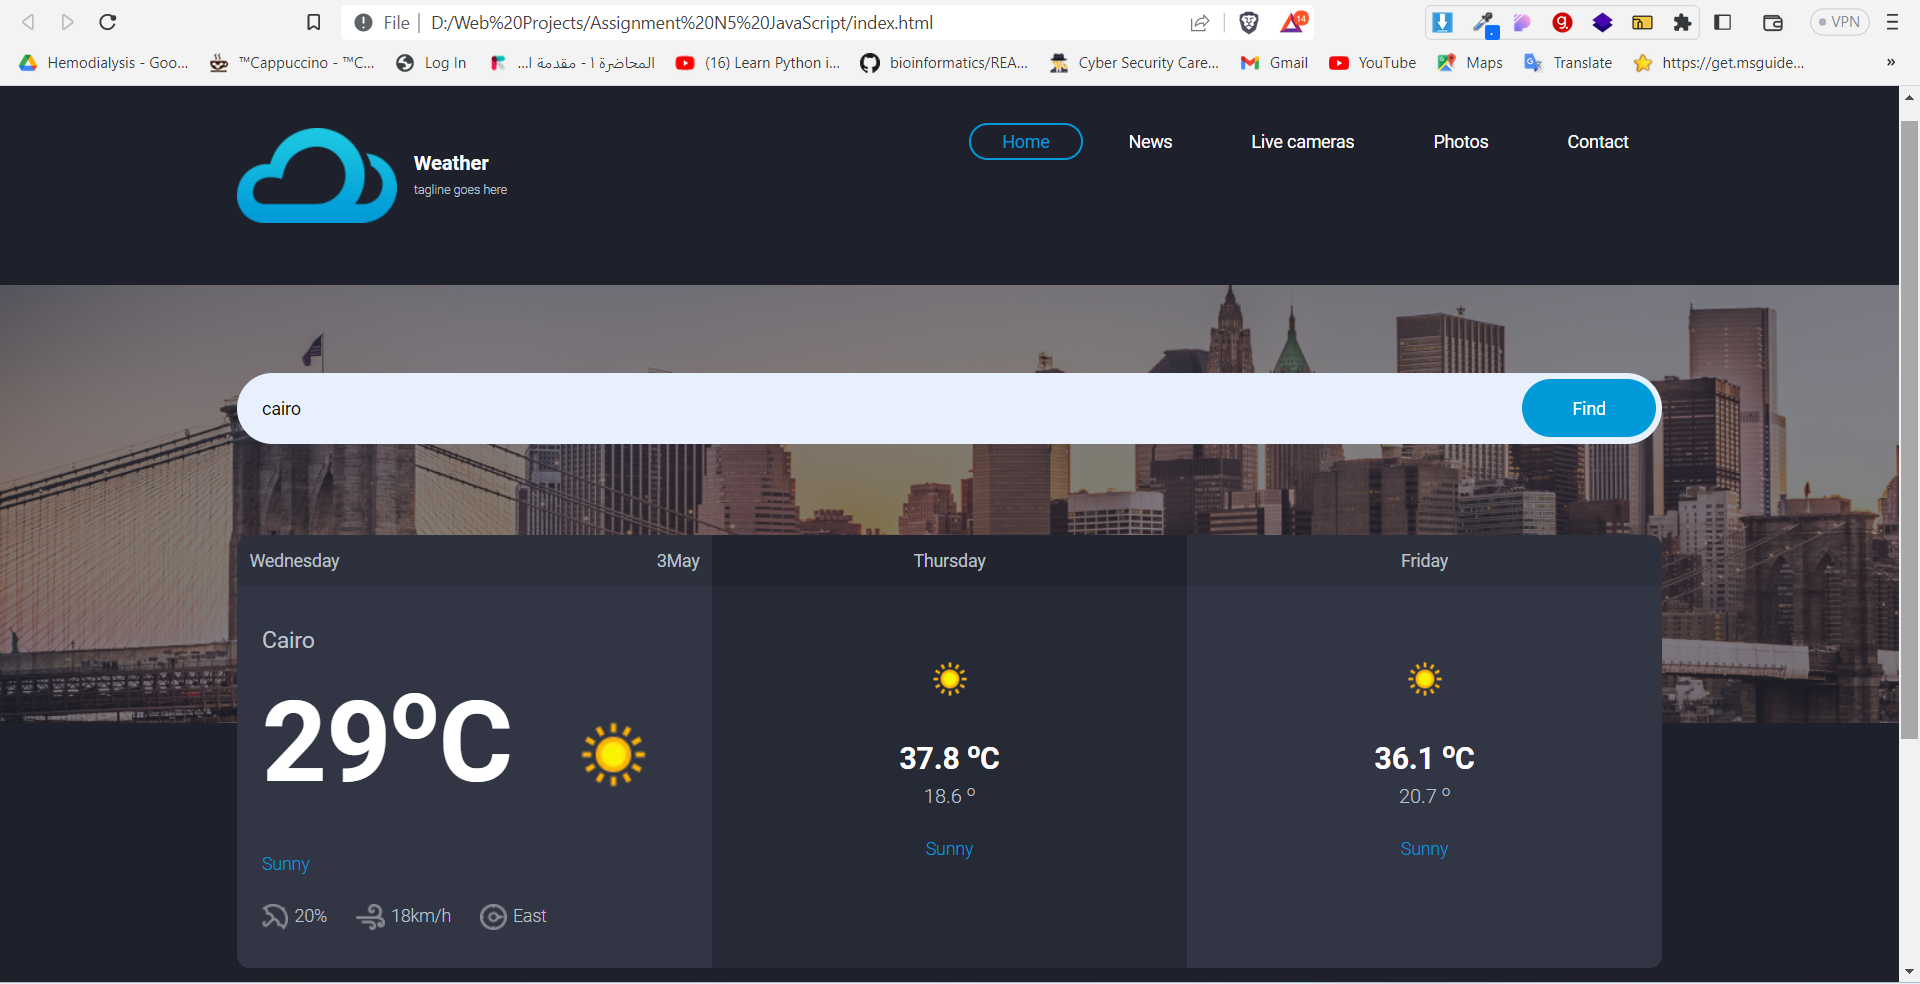 File | D:/Web%20Projects/Assignment%20N5%20JavaScript/index.html 14 VPN
Hemodialysis - Goo... ™Cappuccino - ™C... Log In المحاضرة ١ - مقدمة ا... (16) Learn Python i... bioinformatics/REA... Cyber Security Care... Gmail YouTube Maps Translate https://get.msguide... »
Home News Live cameras Photos Contact
Weather
tagline goes here
cairo Find
Wednesday 3May Thursday Friday
Cairo
29°C
Sunny
20% 18km/h East
37.8 °C
18.6 °
Sunny
36.1 °C
20.7 °
Sunny